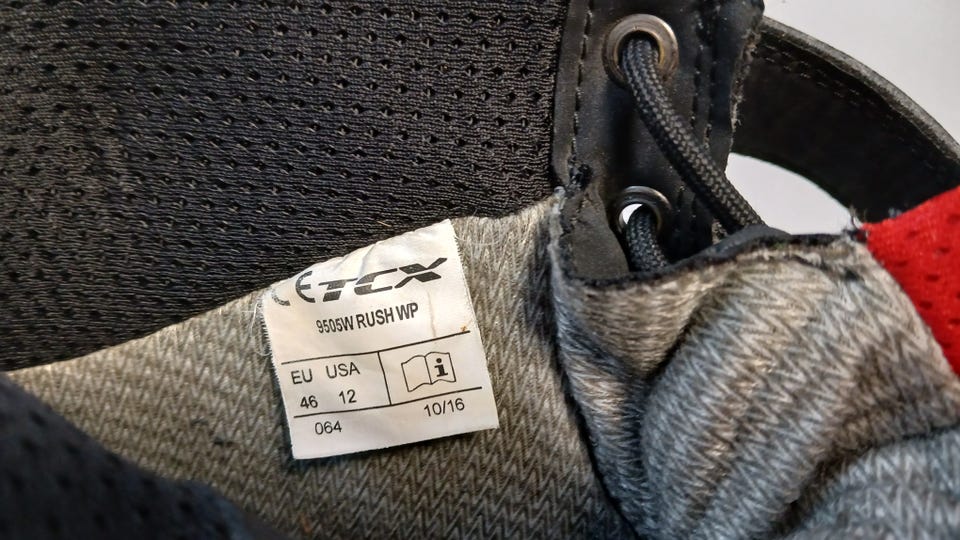 CE TCX
9505W RUSH WP
EU USA
46 12
i
064 10/16